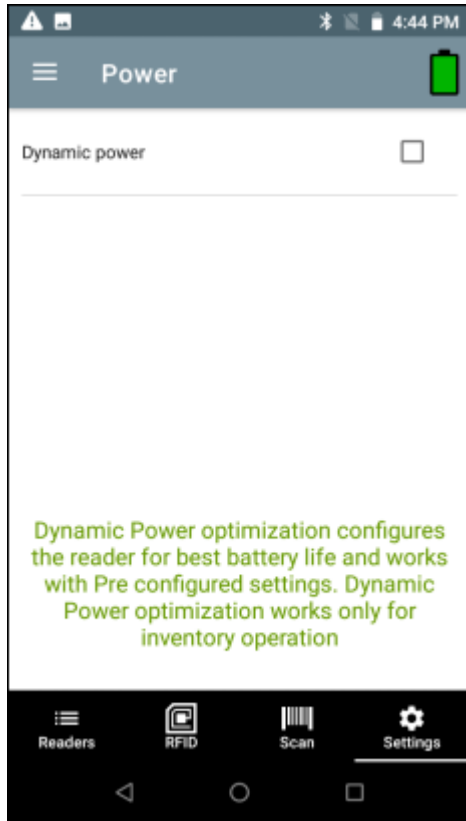 4:44 PM
Power
Dynamic power
Dynamic Power optimization configures
the reader for best battery life and works
with Pre configured settings. Dynamic
Power optimization works only for
inventory operation
Readers
RFID
Scan
Settings